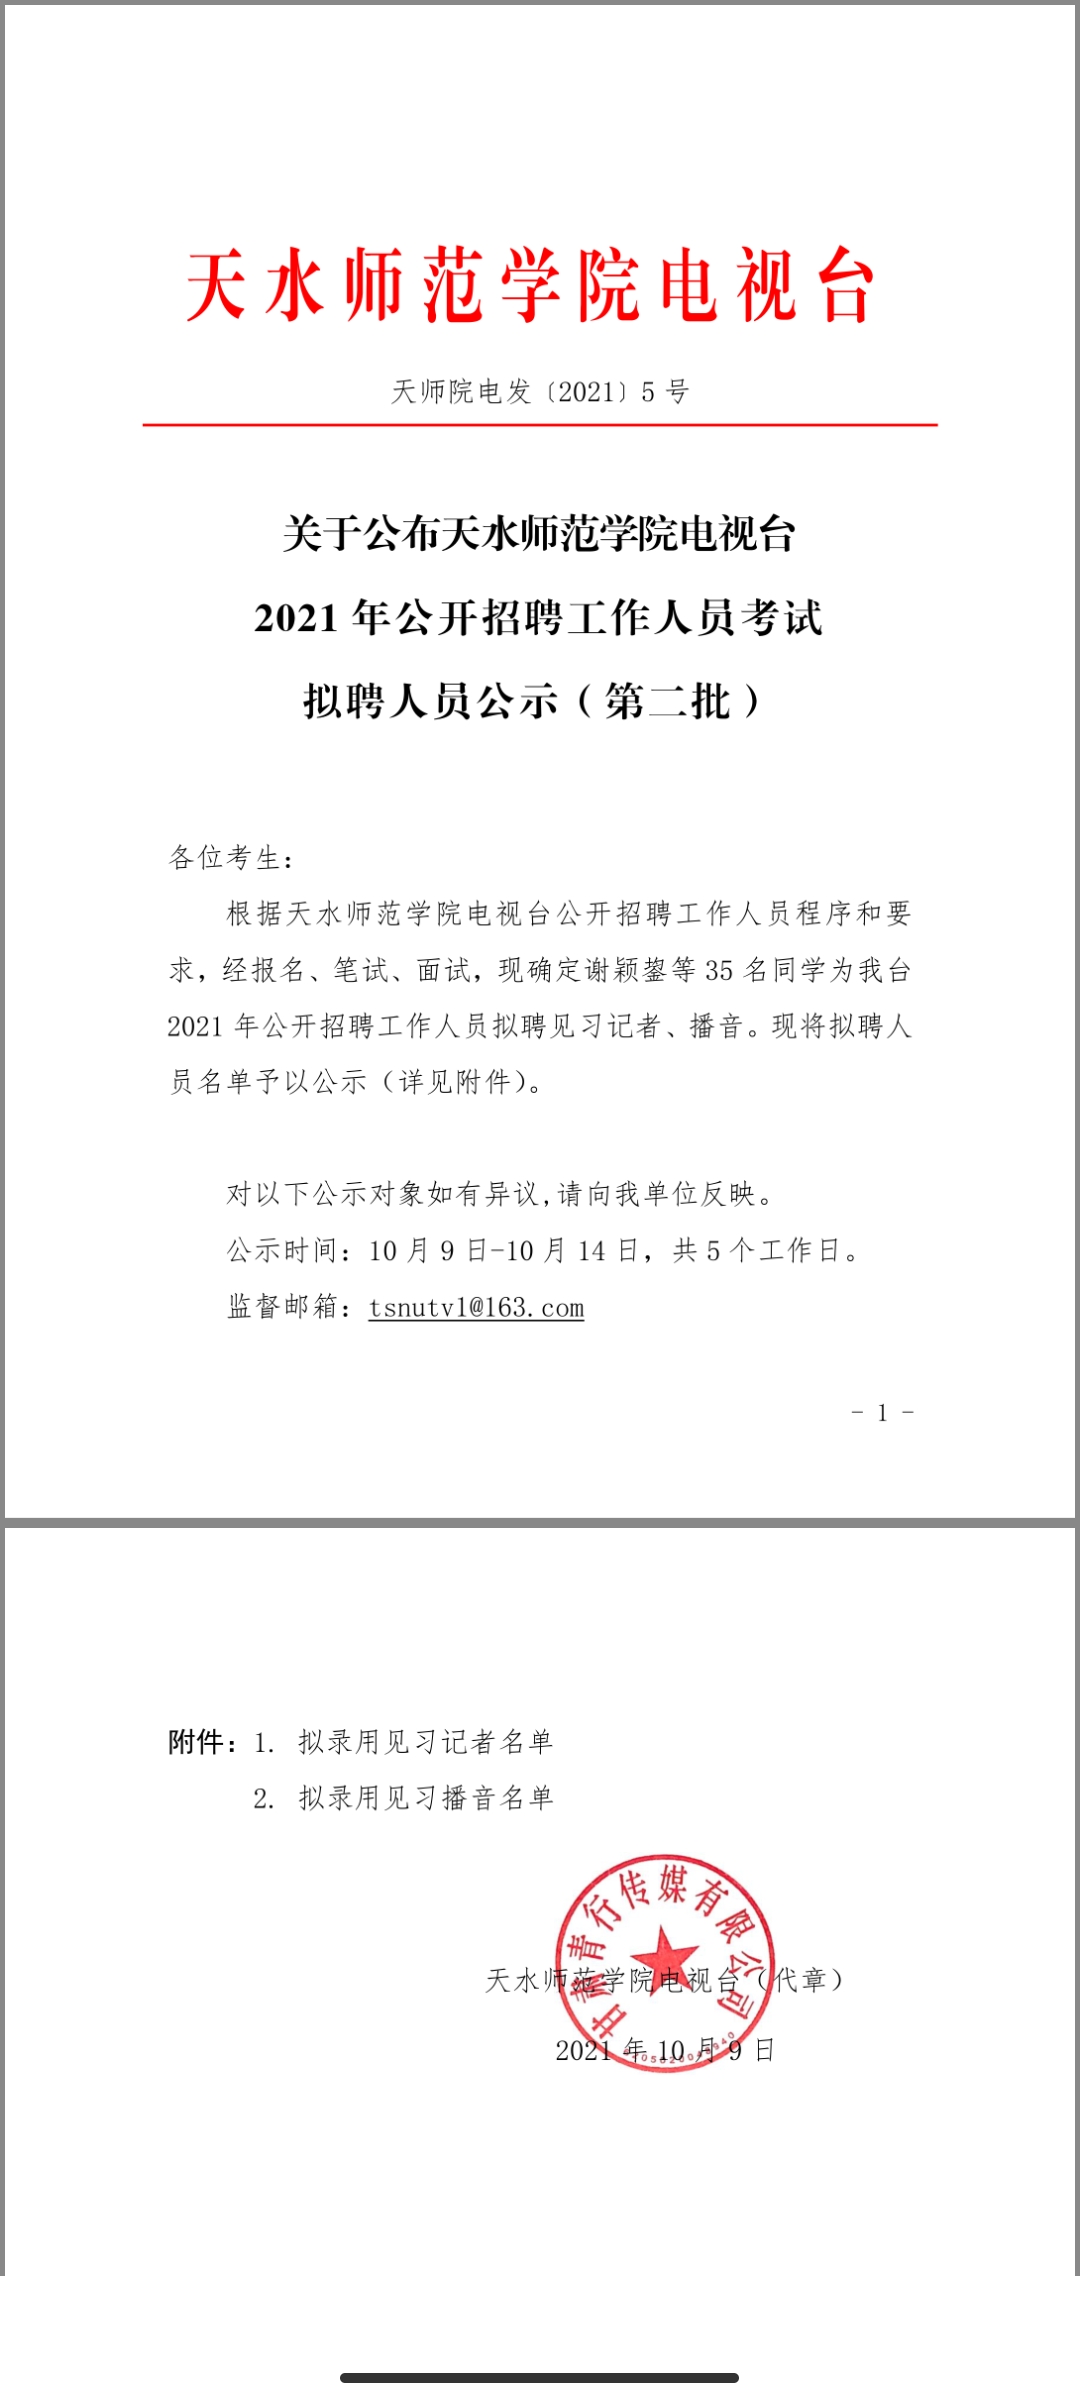 天水师范学院电视台
天师院电发〔2021〕5 号
关于公布天水师范学院电视台
2021 年公开招聘工作人员考试
拟聘人员公示（第二批）
各位考生：
根据天水师范学院电视台公开招聘工作人员程序和要
求，经报名、笔试、面试，现确定谢颖鋆等 35 名同学为我台
2021 年公开招聘工作人员拟聘见习记者、播音。现将拟聘人
员名单予以公示（详见附件）。
对以下公示对象如有异议,请向我单位反映。
公示时间：10 月 9 日-10 月 14 日，共 5 个工作日。
监督邮箱：tsnutv1@163.com
- 1 -
附件：1. 拟录用见习记者名单
2. 拟录用见习播音名单
甘肃青行传媒有限公司
天水师范学院电视台（代章）
2021 年 10 月 9 日